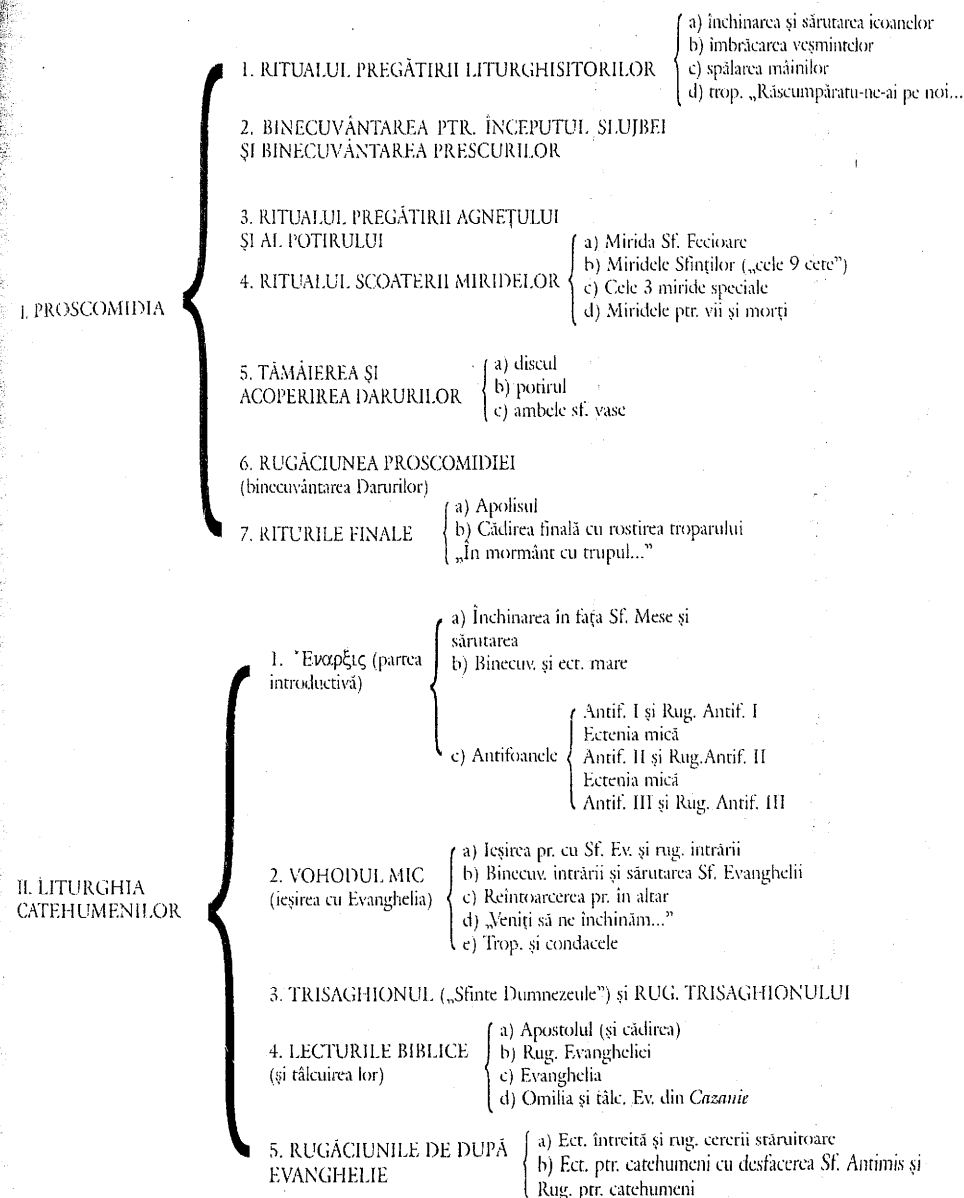 I. PROSCOMIDIA
1. RITUALUL PREGĂTIRII LITURGHISITORILOR
a) închinarea și sărutarea icoanelor
b) îmbrăcarea veșmintelor
c) spălarea mâinilor
d) trop. „Răscumpăratu-ne-ai pe noi...
2. BINECUVÂNTAREA PTR. ÎNCEPUTUL SLUJBEI
ȘI BINECUVÂNTAREA PRESCURILOR
3. RITUALUL PREGĂTIRII AGNEȚULUI
ȘI AL POTIRULUI
4. RITUALUL SCOATERII MIRIDELOR
a) Mirida Sf. Fecioare
b) Miridele Sfinților („cele 9 cete”)
c) Cele 3 miride speciale
d) Miridele ptr. vii și morți
5. TĂMÂIEREA ȘI
ACOPERIREA DARURILOR
a) discul
b) potirul
c) ambele sf. vase
6. RUGĂCIUNEA PROSCOMIDIEI
(binecuvântarea Darurilor)
7. RITURILE FINALE
a) Apolisul
b) Cădirea finală cu rostirea troparului
„În mormânt cu trupul...”
II. LITURGHIA
CATEHUMENILOR
1. Ἔναρξις (partea
introductivă)
a) Închinarea în fața Sf. Mese și
sărutarea
b) Binecuv. și ect. mare
c) Antifoanele
Antif. I și Rug. Antif. I
Ectenia mică
Antif. II și Rug.Antif. II
Ectenia mică
Antif. III și Rug. Antif. III
2. VOHODUL MIC
(ieșirea cu Evanghelia)
a) Ieșirea pr. cu Sf. Ev. și rug. intrării
b) Binecuv. intrării și sărutarea Sf. Evanghelii
c) Reîntoarcerea pr. în altar
d) „Veniți să ne închinăm...”
e) Trop. și condacele
3. TRISAGHIONUL („Sfinte Dumnezeule”) și RUG. TRISAGHIONULUI
4. LECTURILE BIBLICE
(și tâlcuirea lor)
a) Apostolul (și cădirea)
b) Rug. Evangheliei
c) Evanghelia
d) Omilia și tâlc. Ev. din Cazanie
5. RUGĂCIUNILE DE DUPĂ
EVANGHELIE
a) Ect. întreită și rug. cererii stăruitoare
b) Ect. ptr. catehumeni cu desfacerea Sf. Antimis și
Rug. ptr. catehumeni